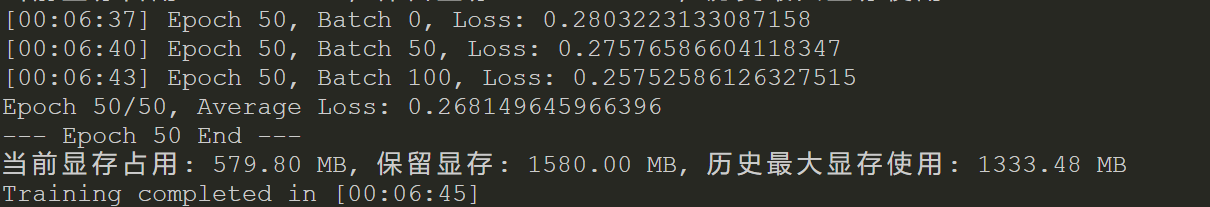 [00:06:37] Epoch 50, Batch 0, Loss: 0.2803223133087158
[00:06:40] Epoch 50, Batch 50, Loss: 0.27576586604118347
[00:06:43] Epoch 50, Batch 100, Loss: 0.25752586126327515
Epoch 50/50, Average Loss: 0.268149645966396
--- Epoch 50 End ---
当前显存占用: 579.80 MB, 保留显存: 1580.00 MB, 历史最大显存使用: 1333.48 MB
Training completed in [00:06:45]